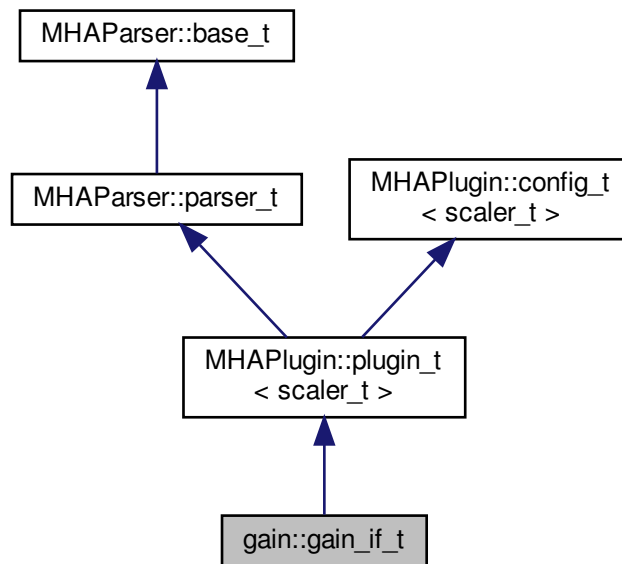 MHAParser::base_t
MHAParser::parser_t
MHAPlugin::config_t
< scaler_t >
MHAPlugin::plugin_t
< scaler_t >
gain::gain_if_t